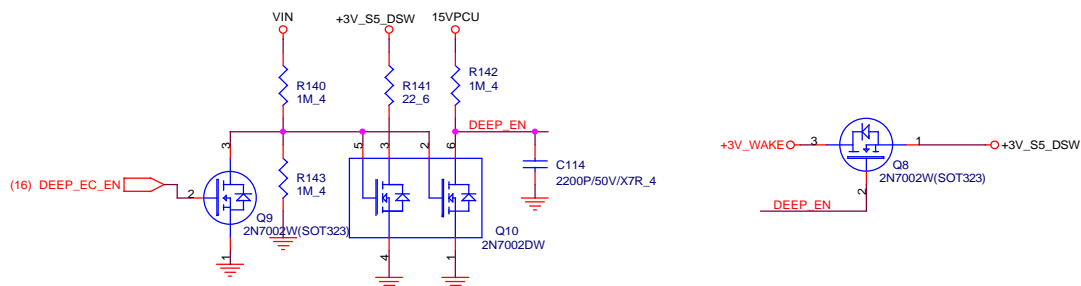 VIN
+3V_S5_DSW
15VPCU
R140
1M_4
R141
22_6
R142
1M_4
DEEP_EN
3
5
3
2
6
C114
2200P/50V/X7R_4
(16) DEEP_EC_EN
2
R143
1M_4
Q9
2N7002W(SOT323)
1
Q10
2N7002DW
4
1
+3V_WAKE
3
1
+3V_S5_DSW
Q8
2N7002W(SOT323)
2
DEEP_EN